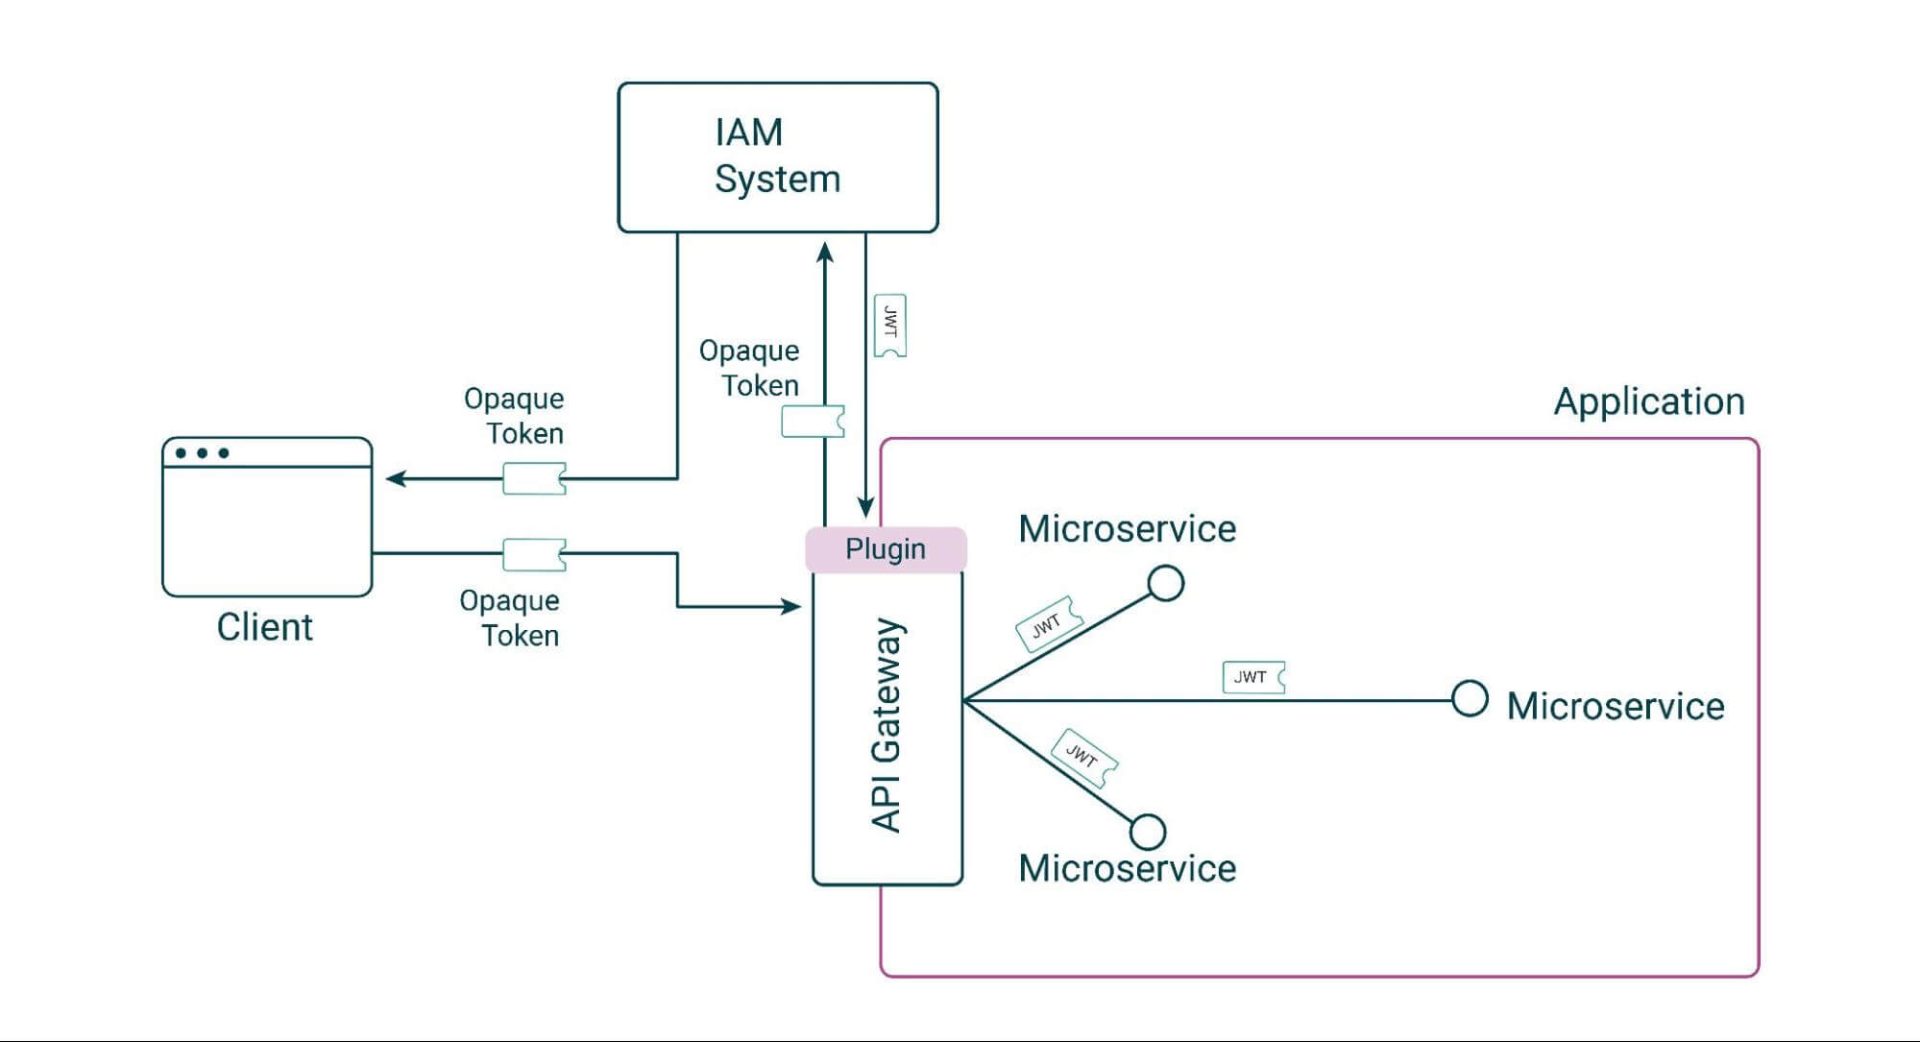 IAM
System
JWT
Opaque
Token
Opaque
Token
Application
Client
Opaque
Token
Plugin
API Gateway
Microservice
JWT
JWT
Microservice
JWT
Microservice